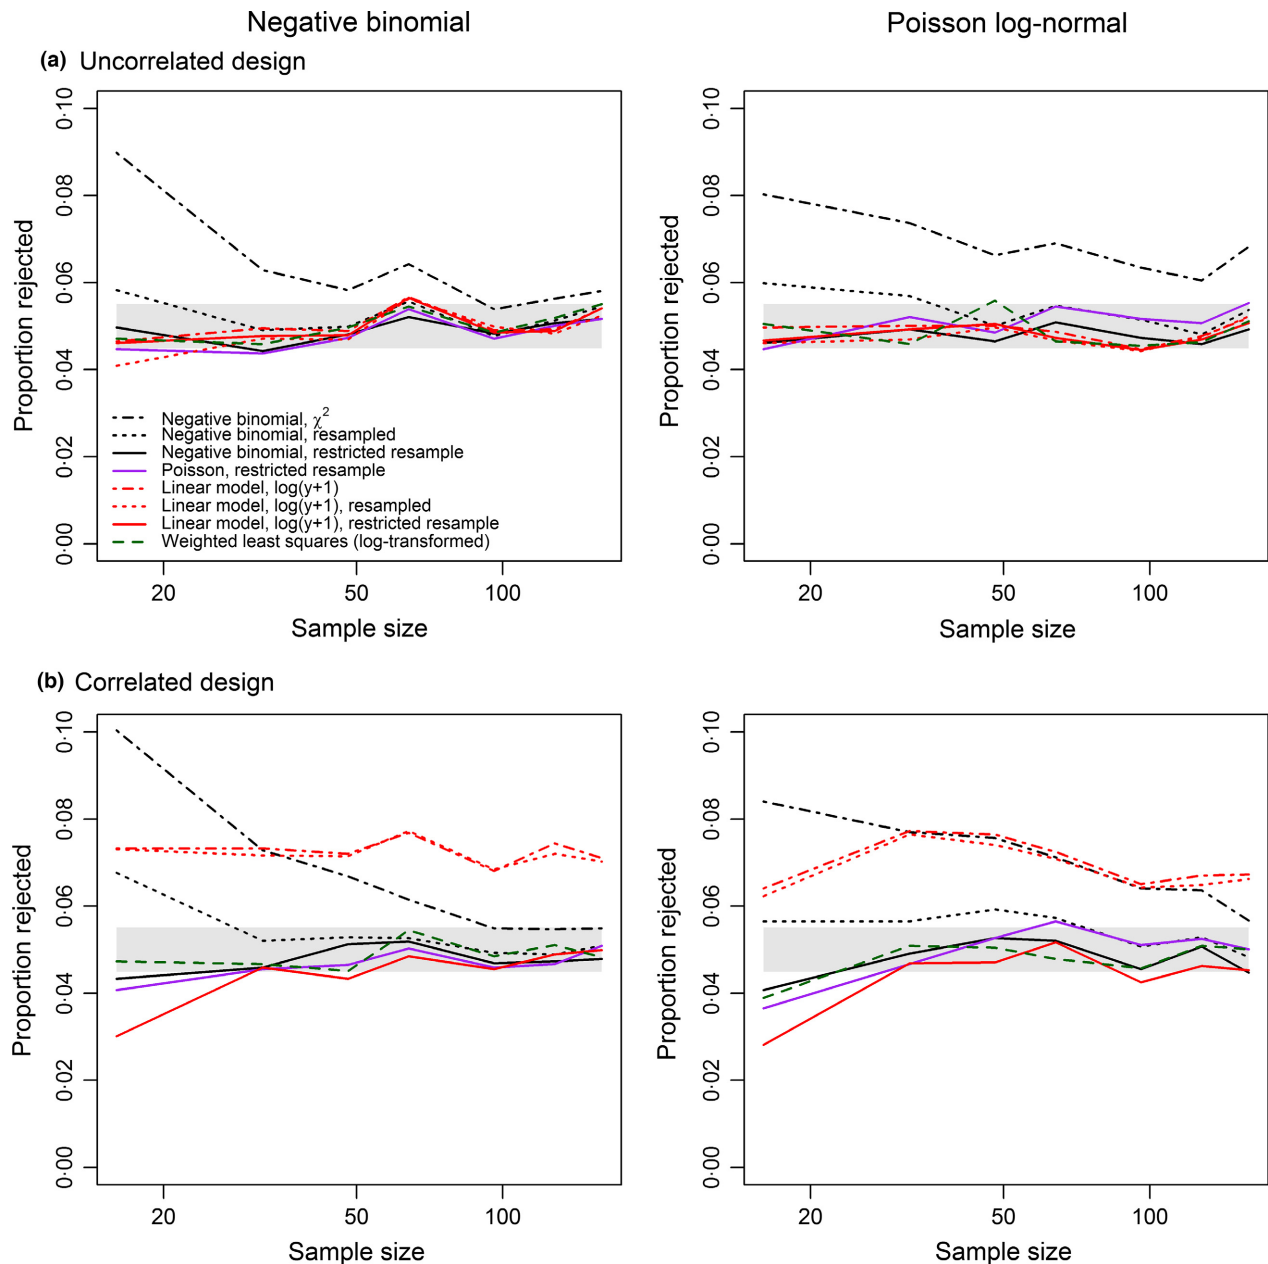 Negative binomial
Poisson log-normal
(a) Uncorrelated design
0·10
0·08
0·06
0·04
0·02
0·00
Proportion rejected
Negative binomial, χ2
Negative binomial, resampled
Negative binomial, restricted resample
Poisson, restricted resample
Linear model, log(y+1)
Linear model, log(y+1), resampled
Linear model, log(y+1), restricted resample
Weighted least squares (log-transformed)
20 50 100
Sample size
0·10
0·08
0·06
0·04
0·02
0·00
Proportion rejected
20 50 100
Sample size
(b) Correlated design
0·10
0·08
0·06
0·04
0·02
0·00
Proportion rejected
20 50 100
Sample size
0·10
0·08
0·06
0·04
0·02
0·00
Proportion rejected
20 50 100
Sample size